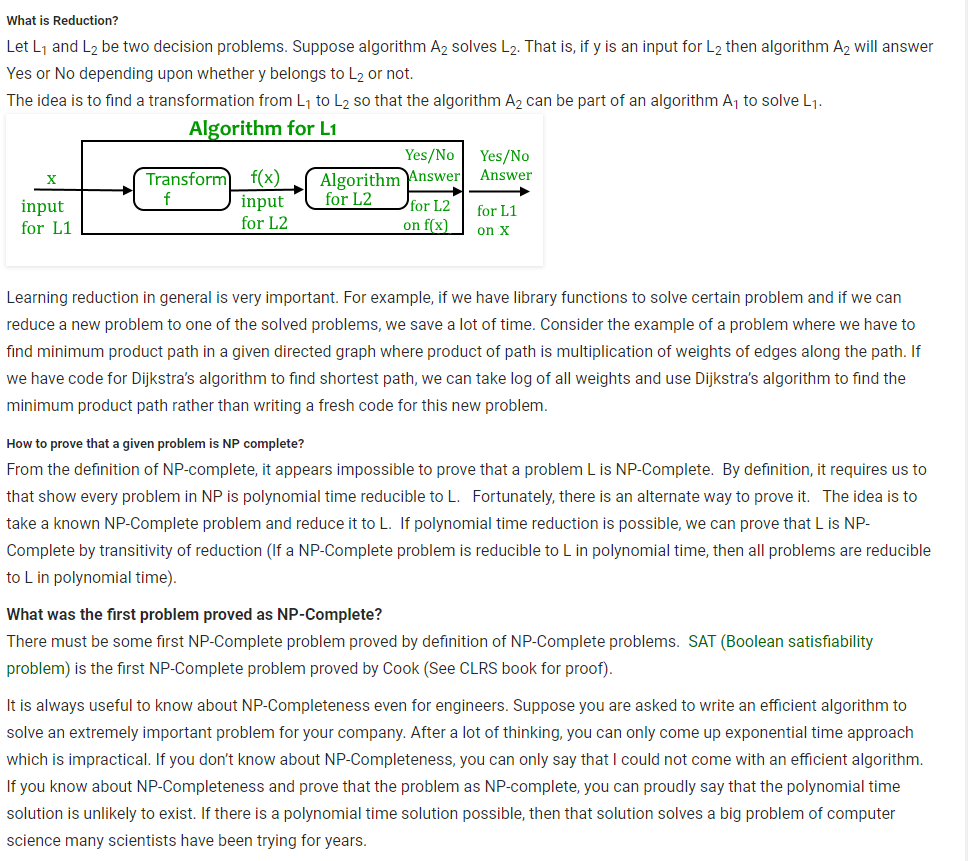 What is Reduction?
Let L₁ and L₂ be two decision problems. Suppose algorithm A₂ solves L₂. That is, if y is an input for L₂ then algorithm A₂ will answer
Yes or No depending upon whether y belongs to L₂ or not.
The idea is to find a transformation from L₁ to L₂ so that the algorithm A₂ can be part of an algorithm A₁ to solve L₁.
Algorithm for L1
x
input
for L1
Transform
f
f(x)
input
for L2
Algorithm
for L2
Yes/No
Answer
for L2
on f(x)
Yes/No
Answer
for L1
on X
Learning reduction in general is very important. For example, if we have library functions to solve certain problem and if we can
reduce a new problem to one of the solved problems, we save a lot of time. Consider the example of a problem where we have to
find minimum product path in a given directed graph where product of path is multiplication of weights of edges along the path. If
we have code for Dijkstra’s algorithm to find shortest path, we can take log of all weights and use Dijkstra’s algorithm to find the
minimum product path rather than writing a fresh code for this new problem.
How to prove that a given problem is NP complete?
From the definition of NP-complete, it appears impossible to prove that a problem L is NP-Complete. By definition, it requires us to
that show every problem in NP is polynomial time reducible to L. Fortunately, there is an alternate way to prove it. The idea is to
take a known NP-Complete problem and reduce it to L. If polynomial time reduction is possible, we can prove that L is NP-
Complete by transitivity of reduction (If a NP-Complete problem is reducible to L in polynomial time, then all problems are reducible
to L in polynomial time).
What was the first problem proved as NP-Complete?
There must be some first NP-Complete problem proved by definition of NP-Complete problems. SAT (Boolean satisfiability
problem) is the first NP-Complete problem proved by Cook (See CLRS book for proof).
It is always useful to know about NP-Completeness even for engineers. Suppose you are asked to write an efficient algorithm to
solve an extremely important problem for your company. After a lot of thinking, you can only come up exponential time approach
which is impractical. If you don’t know about NP-Completeness, you can only say that I could not come with an efficient algorithm.
If you know about NP-Completeness and prove that the problem as NP-complete, you can proudly say that the polynomial time
solution is unlikely to exist. If there is a polynomial time solution possible, then that solution solves a big problem of computer
science many scientists have been trying for years.